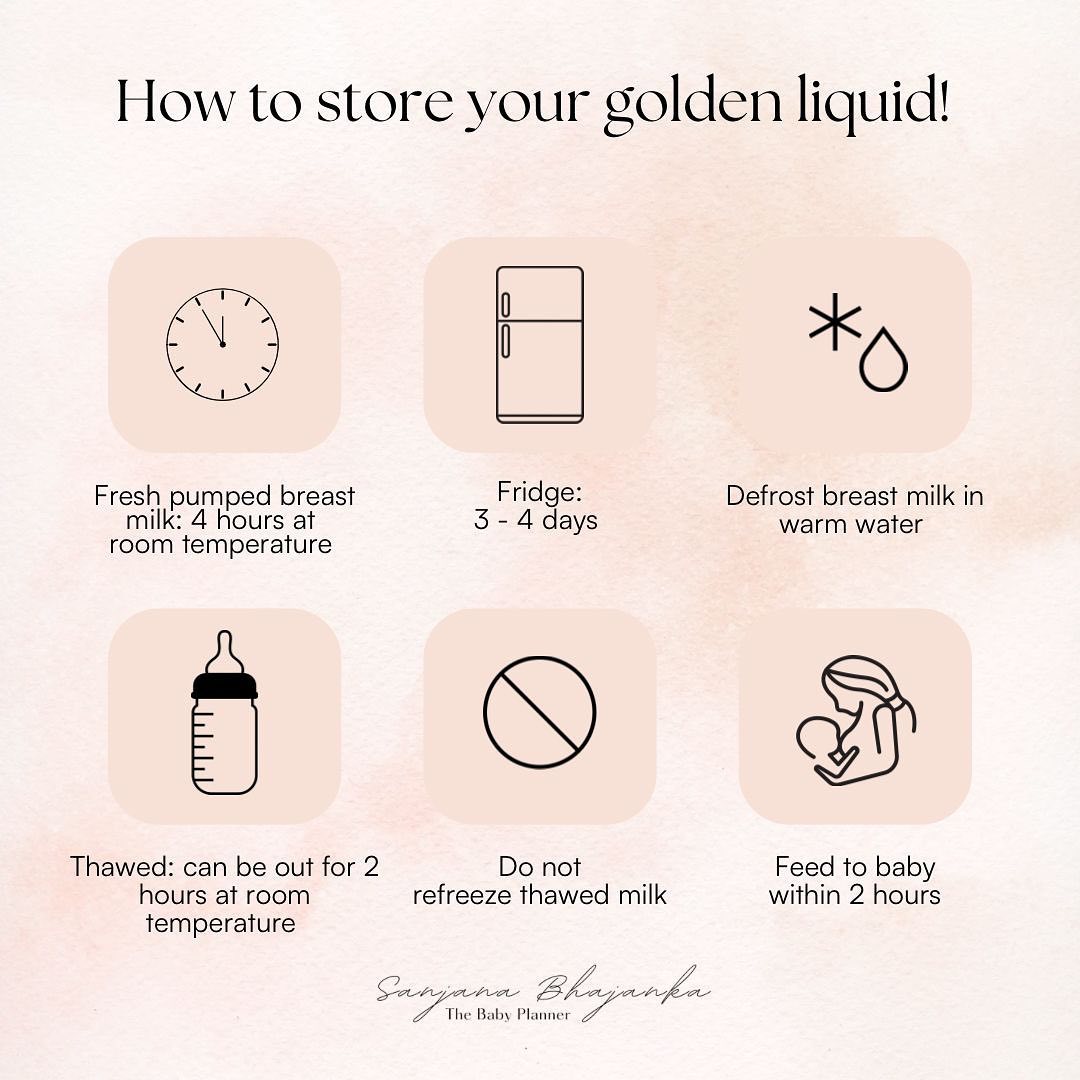 How to store your golden liquid!
Fresh pumped breast
milk: 4 hours at
room temperature
Fridge:
3 - 4 days
Defrost breast milk in
warm water
Thawed: can be out for 2
hours at room
temperature
Do not
refreeze thawed milk
Feed to baby
within 2 hours
Sanjana Bhajanka
The Baby Planner